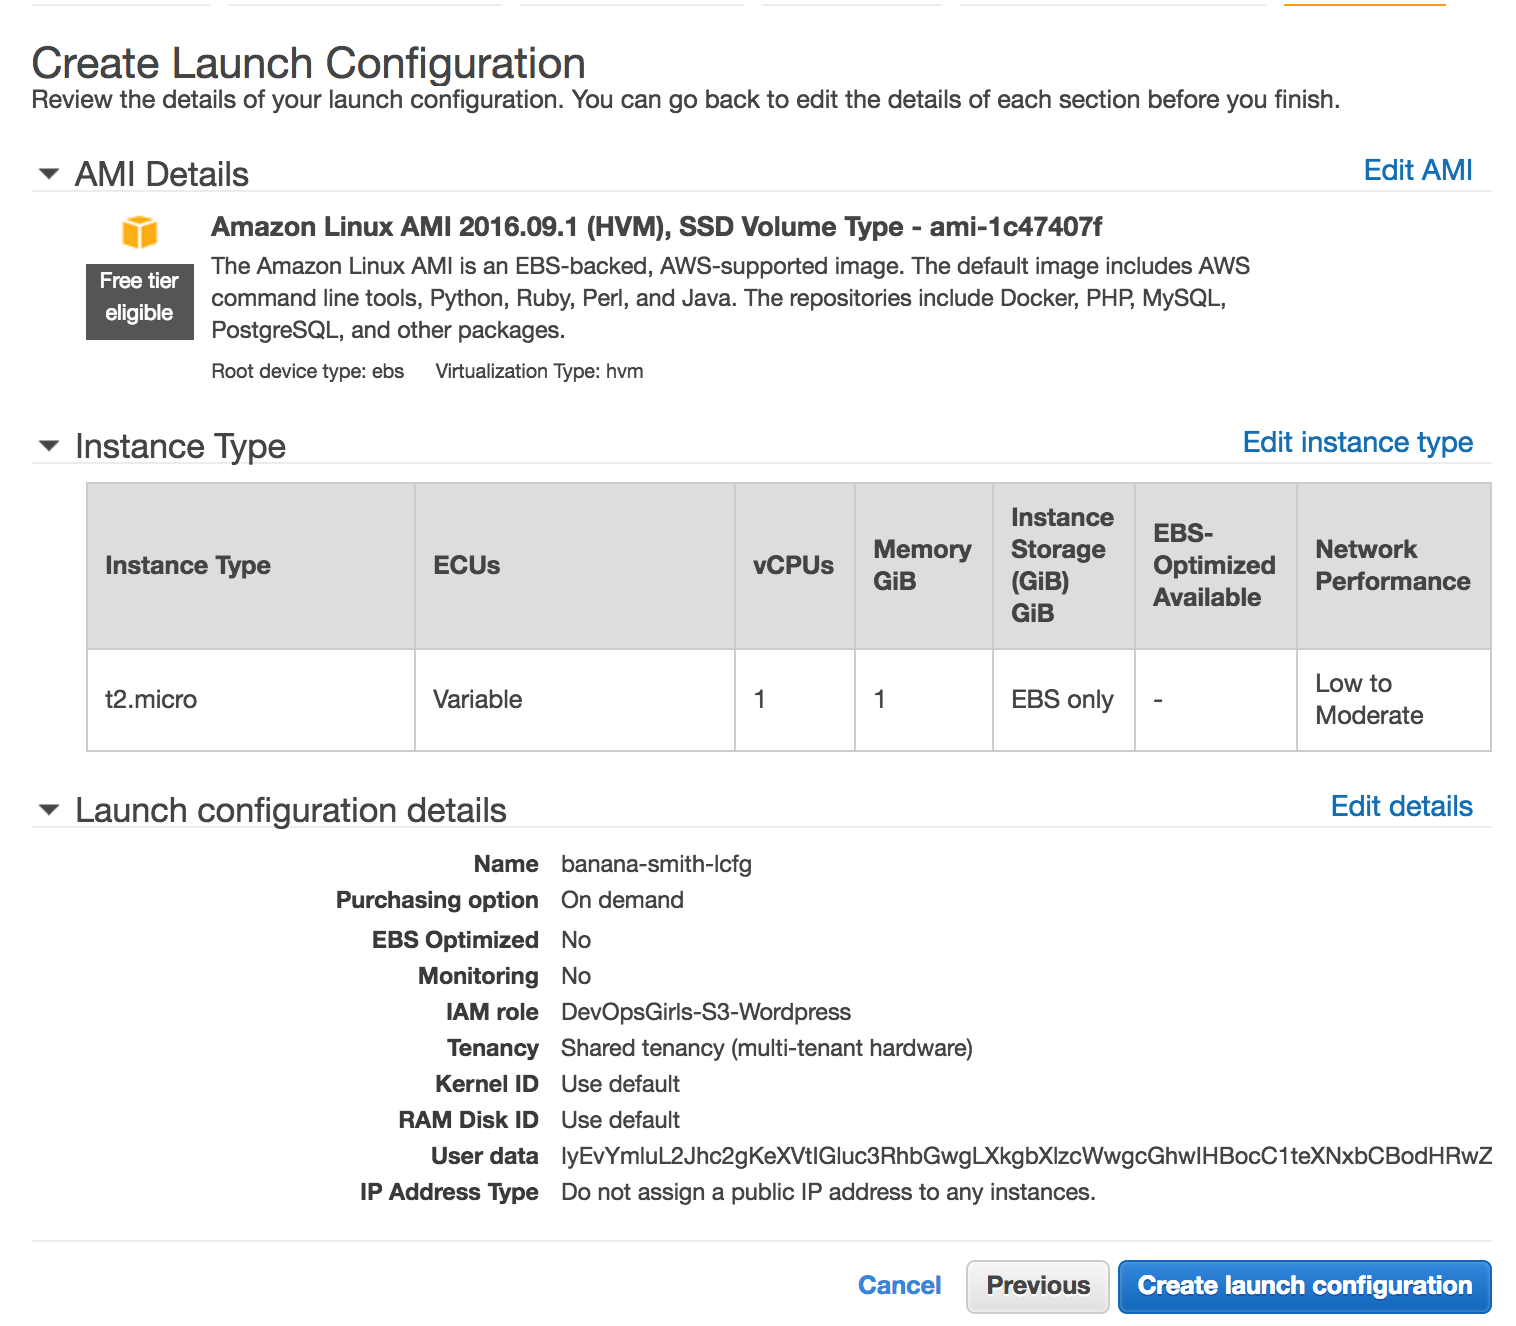 Create Launch Configuration
Review the details of your launch configuration. You can go back to edit the details of each section before you finish.
AMI Details
Edit AMI
Free tier
eligible
Amazon Linux AMI 2016.09.1 (HVM), SSD Volume Type - ami-1c47407f
The Amazon Linux AMI is an EBS-backed, AWS-supported image. The default image includes AWS
command line tools, Python, Ruby, Perl, and Java. The repositories include Docker, PHP, MySQL,
PostgreSQL, and other packages.
Root device type: ebs Virtualization Type: hvm
Instance Type
Edit instance type
Instance Type
ECUs
vCPUs
Memory
GiB
Instance
Storage
(GiB)
GiB
EBS-
Optimized
Available
Network
Performance
t2.micro
Variable
1
1
EBS only
-
Low to
Moderate
Launch configuration details
Edit details
Name banana-smith-lcfg
Purchasing option On demand
EBS Optimized No
Monitoring No
IAM role DevOpsGirls-S3-Wordpress
Tenancy Shared tenancy (multi-tenant hardware)
Kernel ID Use default
RAM Disk ID Use default
User data IyEvYmluL2Jhc2gKeXVtIGluc3RhbGwgLXkgbXlzcWwgcGhwIHBocC1teXNxbCBodHRwZ
IP Address Type Do not assign a public IP address to any instances.
Cancel
Previous
Create launch configuration